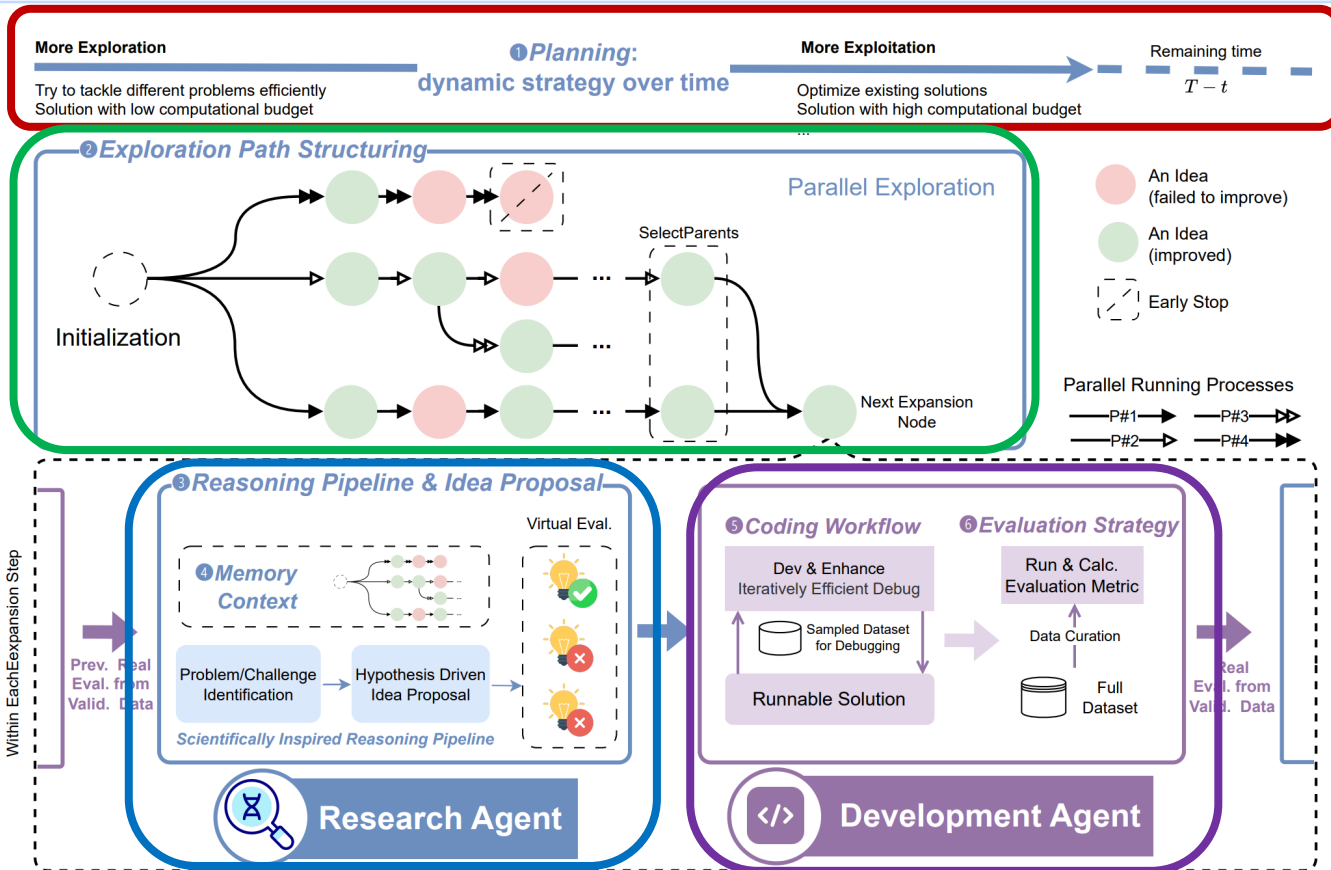 More Exploration
❶Planning:
dynamic strategy over time
More Exploitation
Remaining time
T − t
Try to tackle different problems efficiently
Solution with low computational budget
Optimize existing solutions
Solution with high computational budget
...
❷Exploration Path Structuring
Parallel Exploration
SelectParents
Initialization
...
...
...
Next Expansion
Node
An Idea
(failed to improve)
An Idea
(improved)
Early Stop
Parallel Running Processes
P#1
P#3
P#2
P#4
Within EachEexpansion Step
Prev. Real
Eval. from
Valid. Data
❸Reasoning Pipeline & Idea Proposal
Virtual Eval.
❹Memory
Context
Problem/Challenge
Identification
Hypothesis Driven
Idea Proposal
Scientifically Inspired Reasoning Pipeline
Research Agent
❺Coding Workflow
Dev & Enhance
Iteratively Efficient Debug
Sampled Dataset
for Debugging
Runnable Solution
❻Evaluation Strategy
Run & Calc.
Evaluation Metric
Data Curation
Full
Dataset
</> Development Agent
Real
Eval. from
Valid. Data